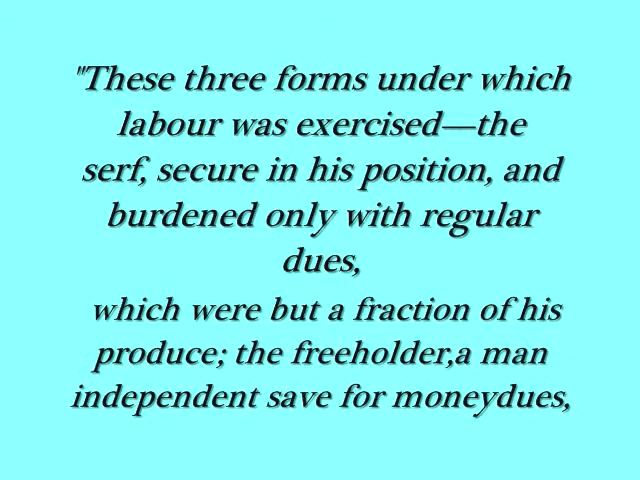 "These three forms under which
labour was exercised—the
serf, secure in his position, and
burdened only with regular
dues,
which were but a fraction of his
produce; the freeholder,a man
independent save for moneydues,